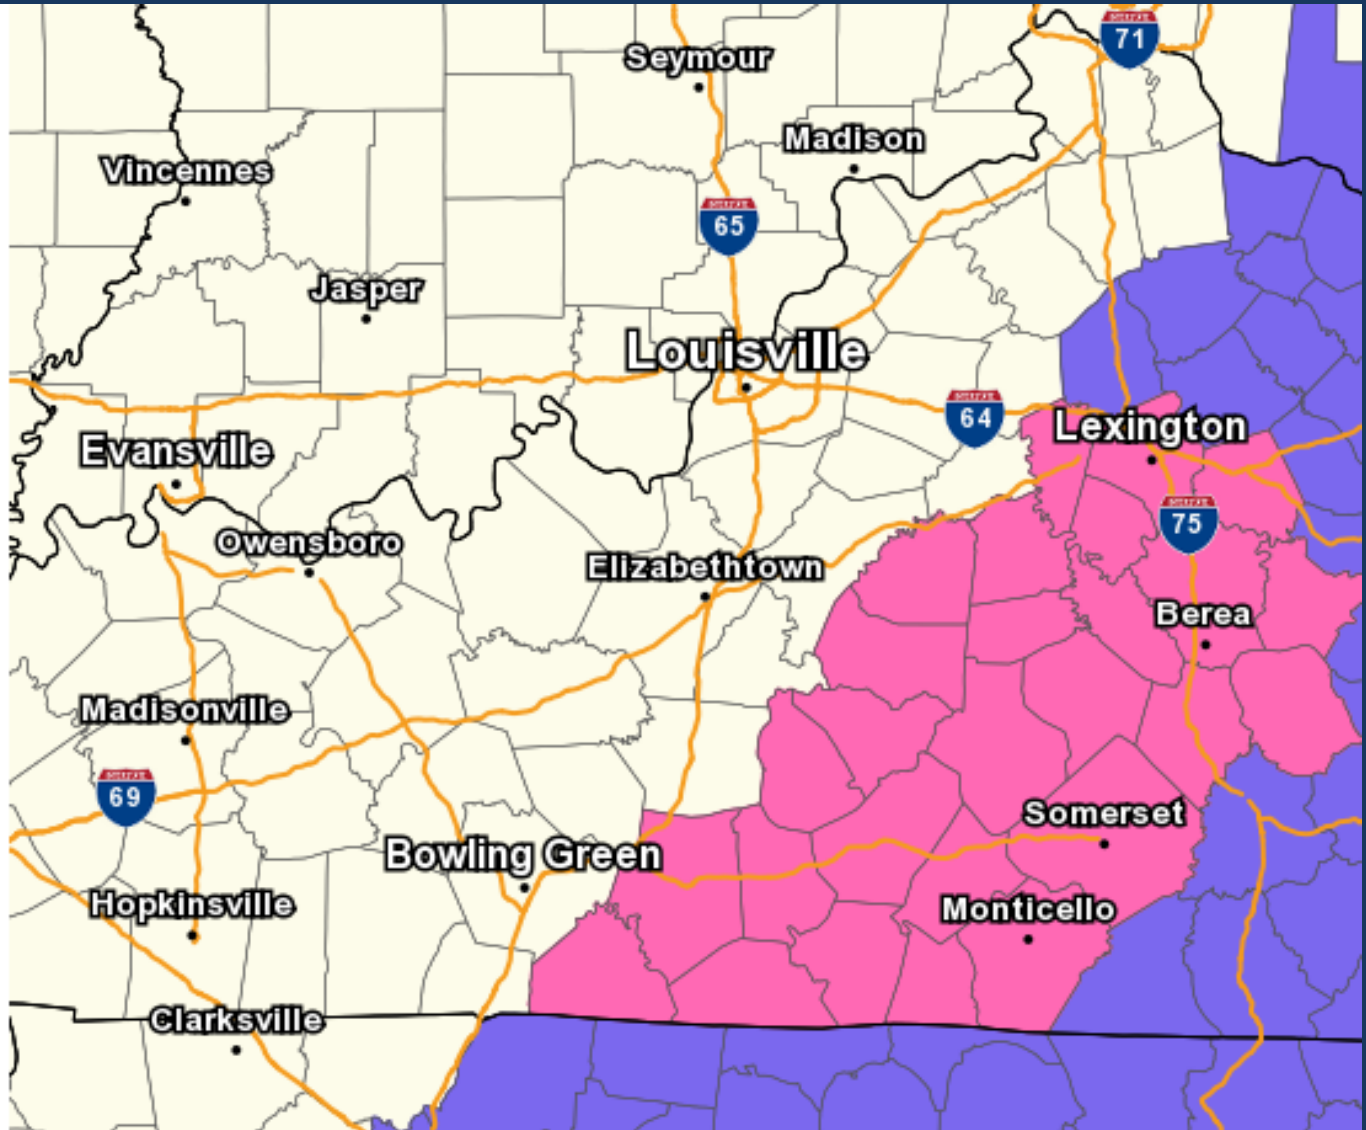 71
Seymour
Madison
Vincennes
65
Jasper
Louisville
64
Lexington
Evansville
75
Owensboro
Elizabethtown
Berea
Madisonville
69
Somerset
Bowling Green
Hopkinsville
Monticello
Clarksville